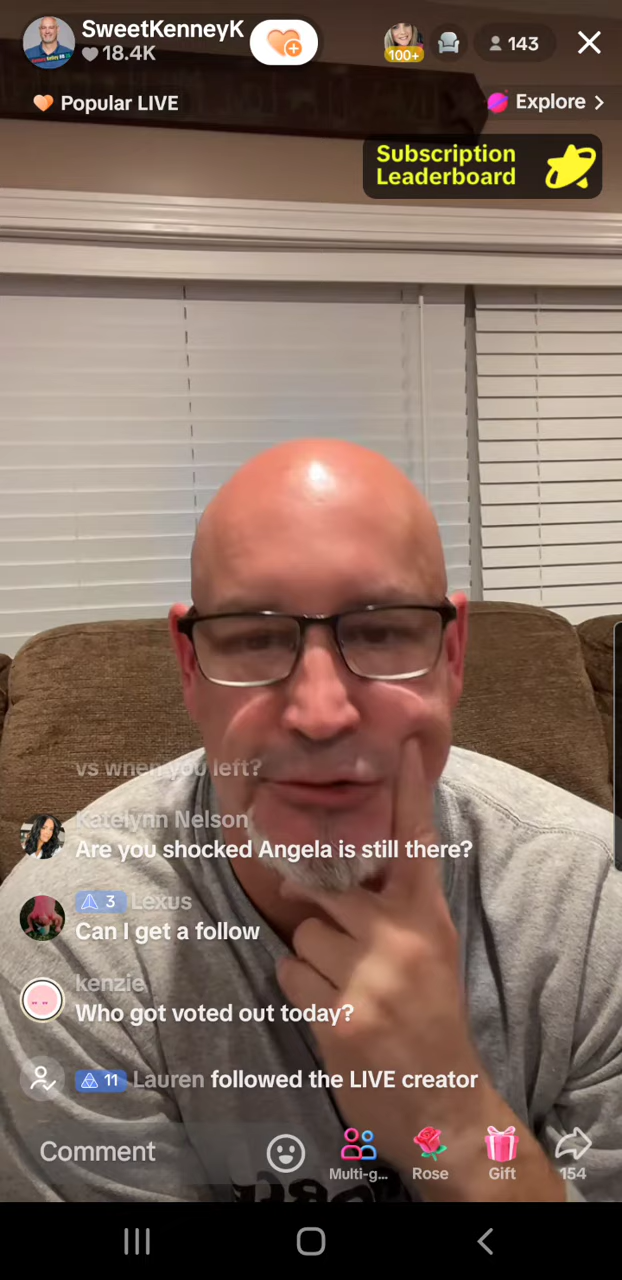 SweetKenneyK
18.4K
100+
143
Popular LIVE
Explore
Subscription
Leaderboard
vs when you left?
Katelynn Nelson
Are you shocked Angela is still there?
3 Lexus
Can I get a follow
kenzie
Who got voted out today?
11 Lauren followed the LIVE creator
Comment
Multi-g...
Rose
Gift
154